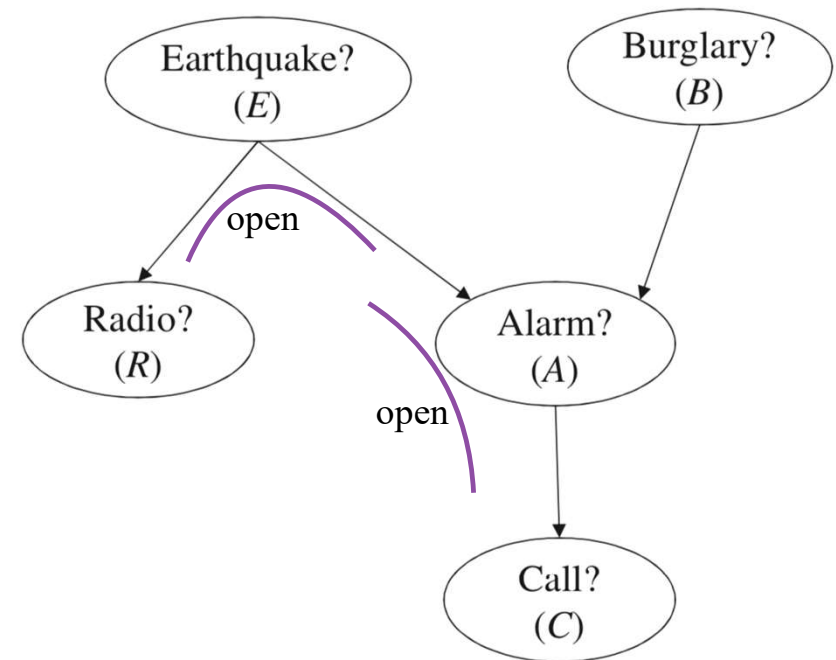 Earthquake?
(E)
Burglary?
(B)
open
Radio?
(R)
Alarm?
(A)
open
Call?
(C)